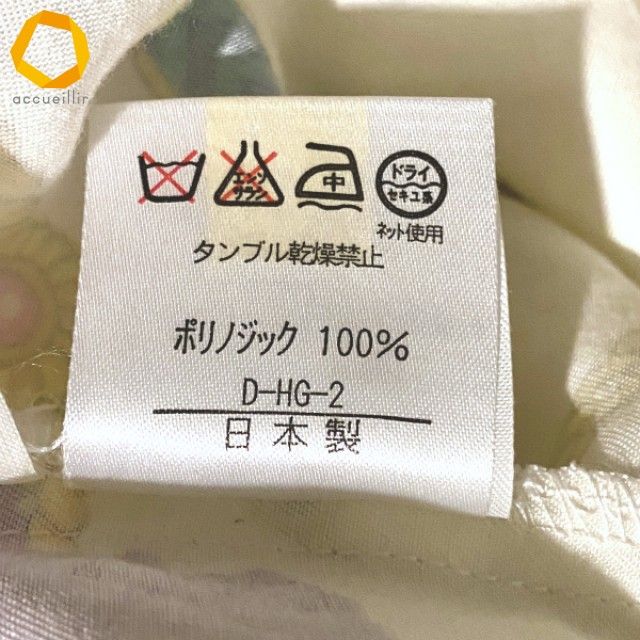 accueillir
エンソ
サラシ
中
ドライ
セキユ系
ネット使用
タンブル乾燥禁止
ポリノジック 100%
D-HG-2
日本製